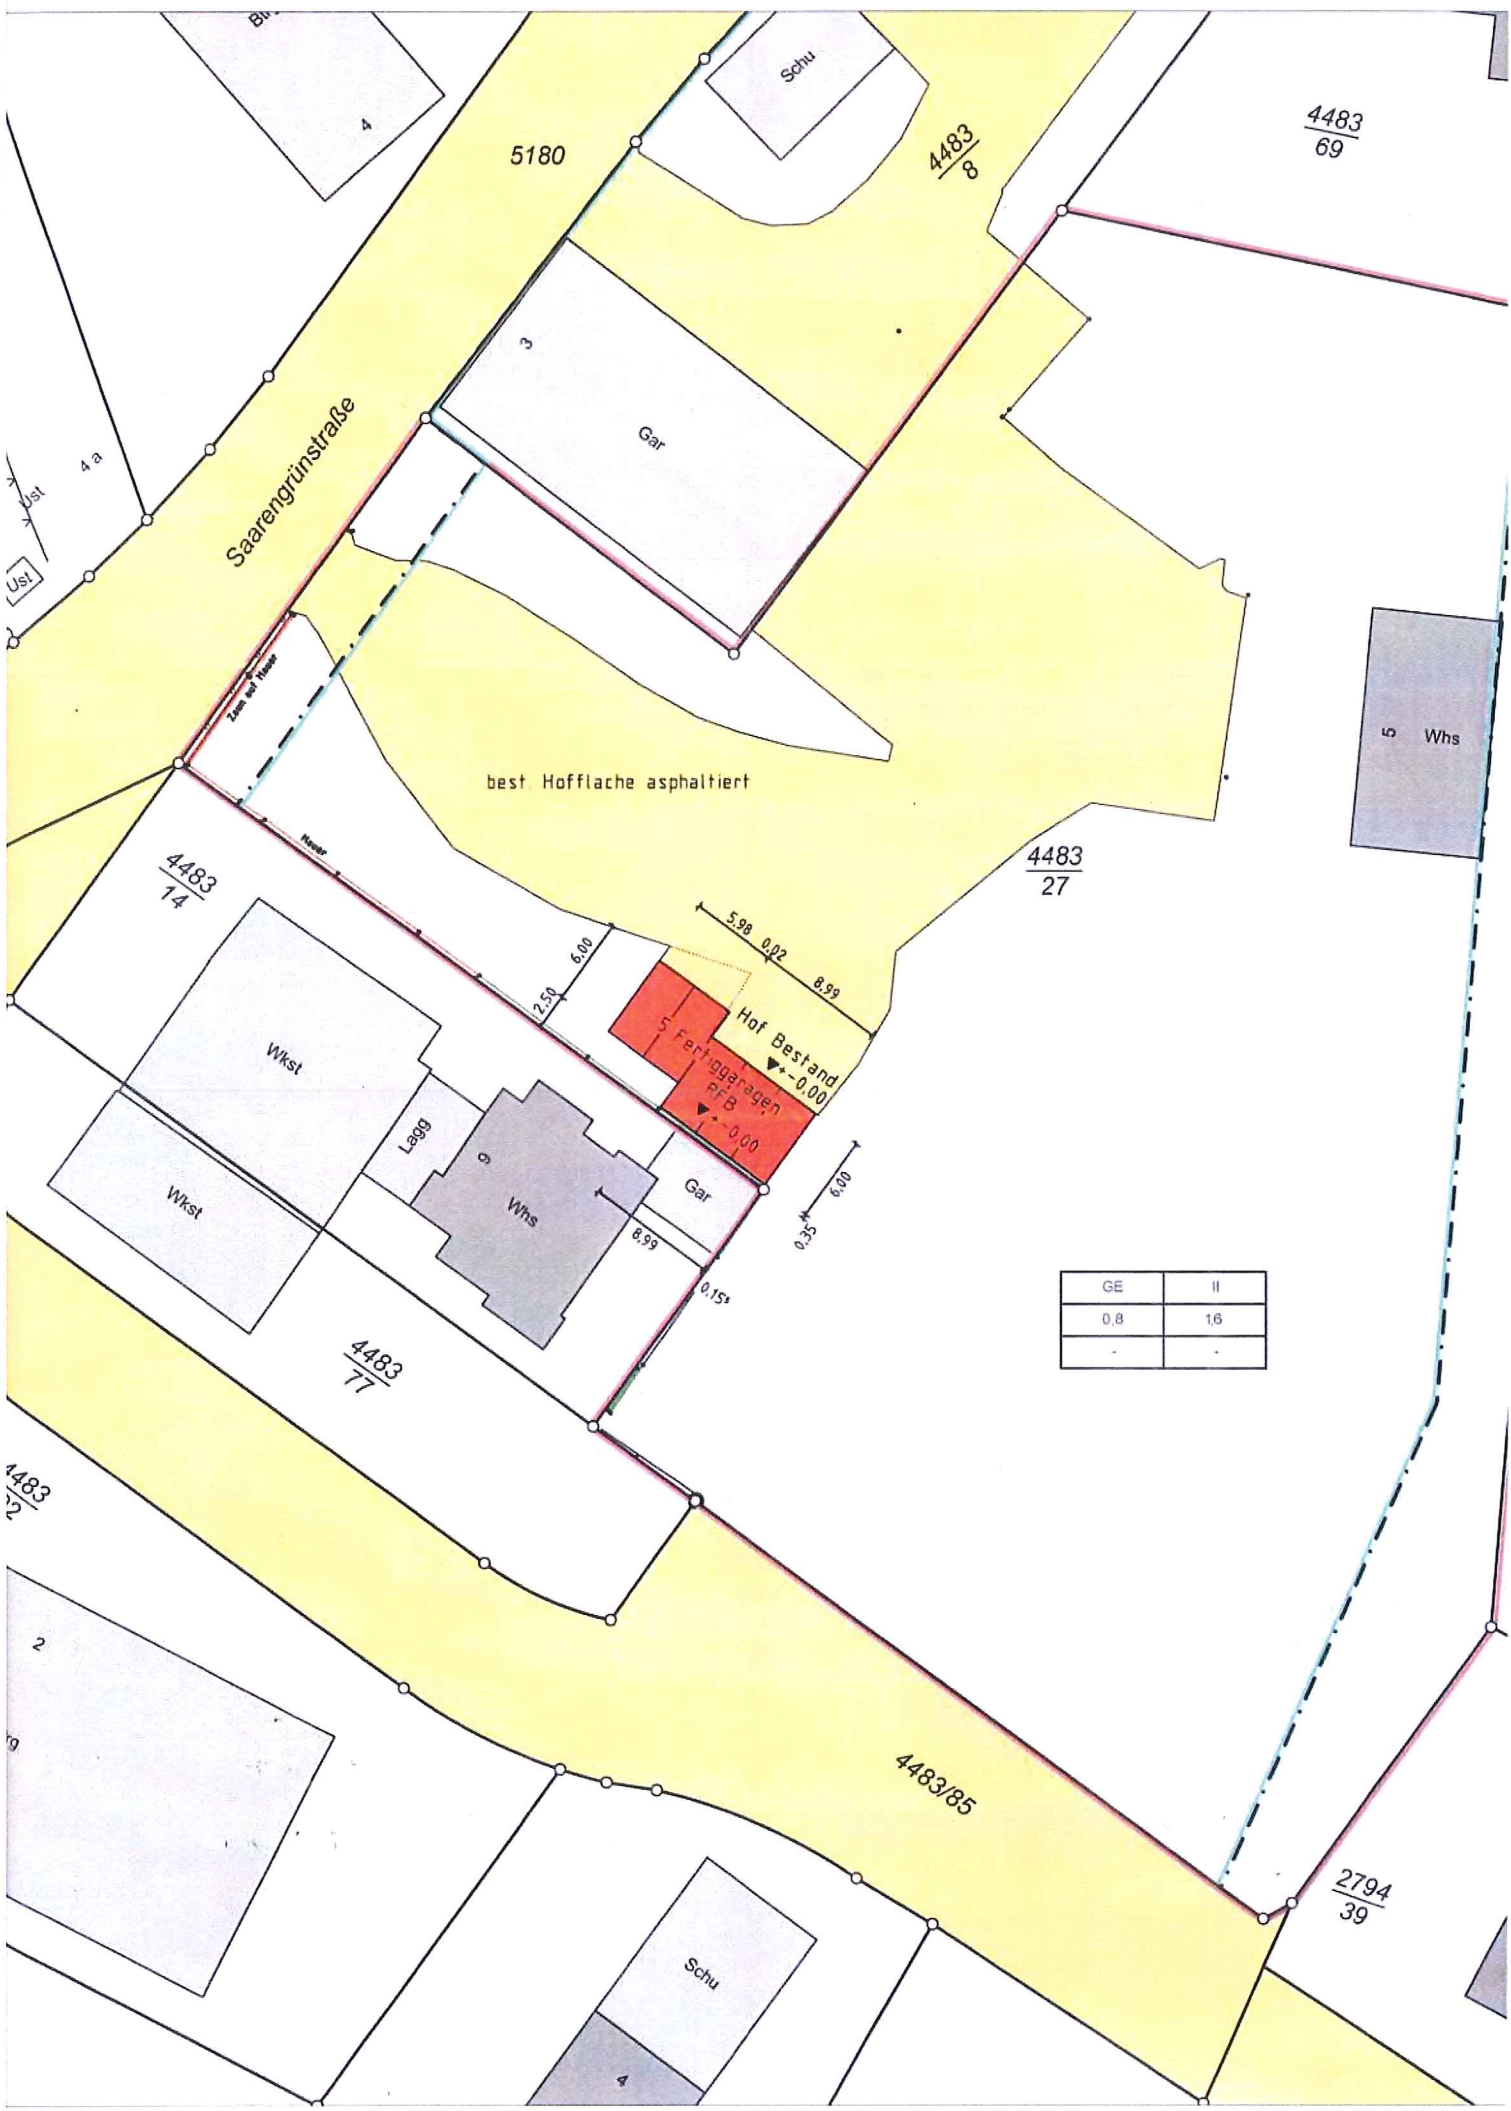 4
5180
Schu
4483
8
4483
69
3
Gar
Saarengrünstraße
4 a
Ust
Ust
Zaun auf Mauer
best. Hoffläche asphaltiert
5
Whs
Mauer
4483
14
4483
27
5.98
0.02
8.99
6.00
2.50
Hof Bestand
+-0.00
5 Fertiggaragen
RFB
+-0.00
Wkst
Lagg
9
Whs
Gar
Wkst
8.99
6.00
0.35
0.15⁵
GE
II
0,8
1,6
-
-
4483
77
4483
2
4483/85
2794
39
Schu
4